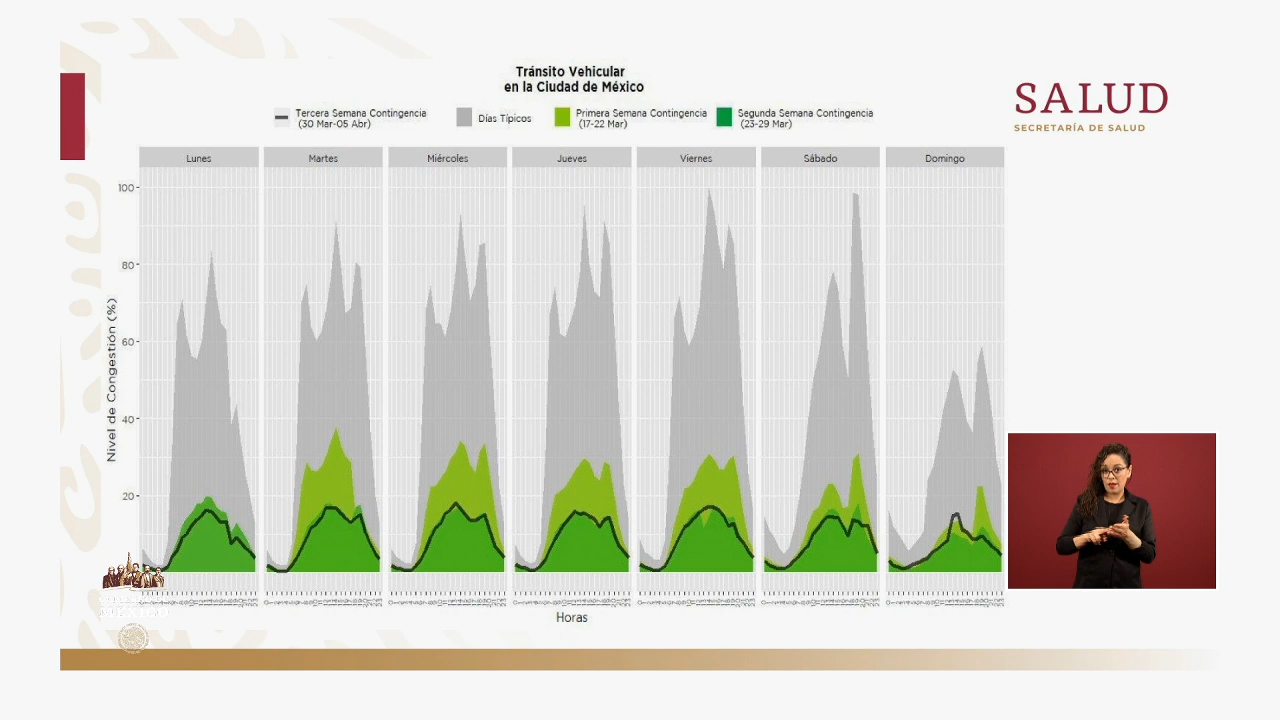 Tránsito Vehicular
en la Ciudad de México
Tercera Semana Contingencia
(30 Mar-05 Abr)
Días Típicos
Primera Semana Contingencia
(17-22 Mar)
Segunda Semana Contingencia
(23-29 Mar)
SALUD
SECRETARÍA DE SALUD
Lunes
Martes
Miércoles
Jueves
Viernes
Sábado
Domingo
100
80
60
40
20
Nivel de Congestión (%)
Horas